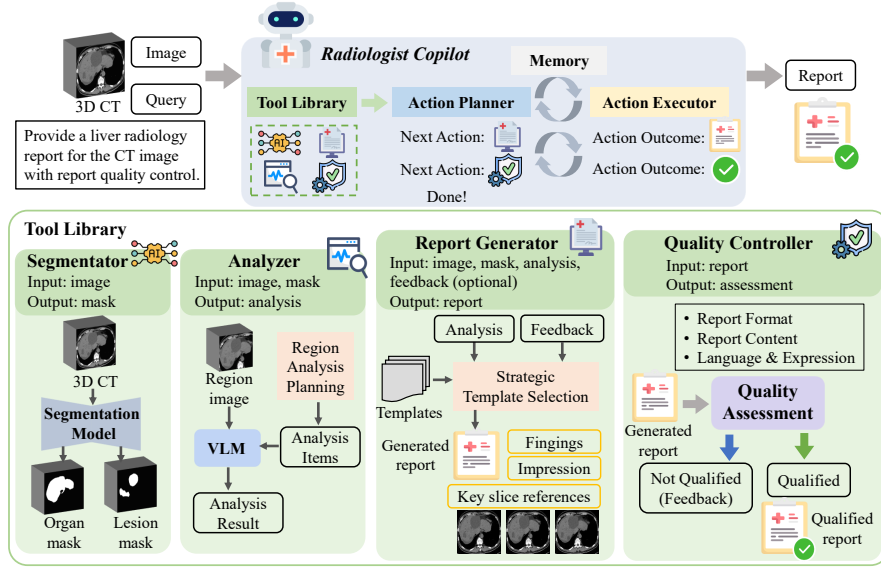 Radiologist Copilot
Image
Query
3D CT
Provide a liver radiology
report for the CT image
with report quality control.
Memory
Tool Library
Action Planner
Action Executor
AI
Next Action:
Action Outcome:
Next Action:
Action Outcome:
Done!
Report
Tool Library
Segmentator
AI
Input: image
Output: mask
3D CT
Segmentation
Model
Organ
mask
Lesion
mask
Analyzer
Input: image, mask
Output: analysis
Region
image
Region
Analysis
Planning
VLM
Analysis
Items
Analysis
Result
Report Generator
Input: image, mask, analysis,
feedback (optional)
Output: report
Analysis
Feedback
Templates
Strategic
Template Selection
Generated
report
Fingings
Impression
Key slice references
Quality Controller
Input: report
Output: assessment
• Report Format
• Report Content
• Language & Expression
Generated
report
Quality
Assessment
Not Qualified
(Feedback)
Qualified
Qualified
report